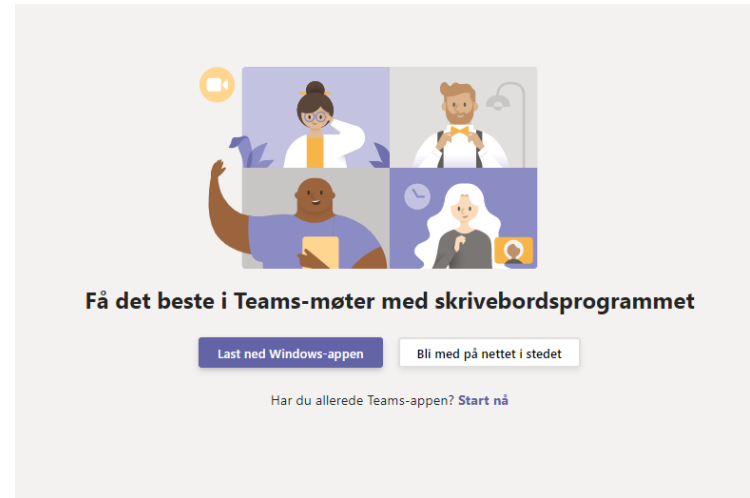 Få det beste i Teams-møter med skrivebordsprogrammet
Last ned Windows-appen
Bli med på nettet i stedet
Har du allerede Teams-appen? Start nå